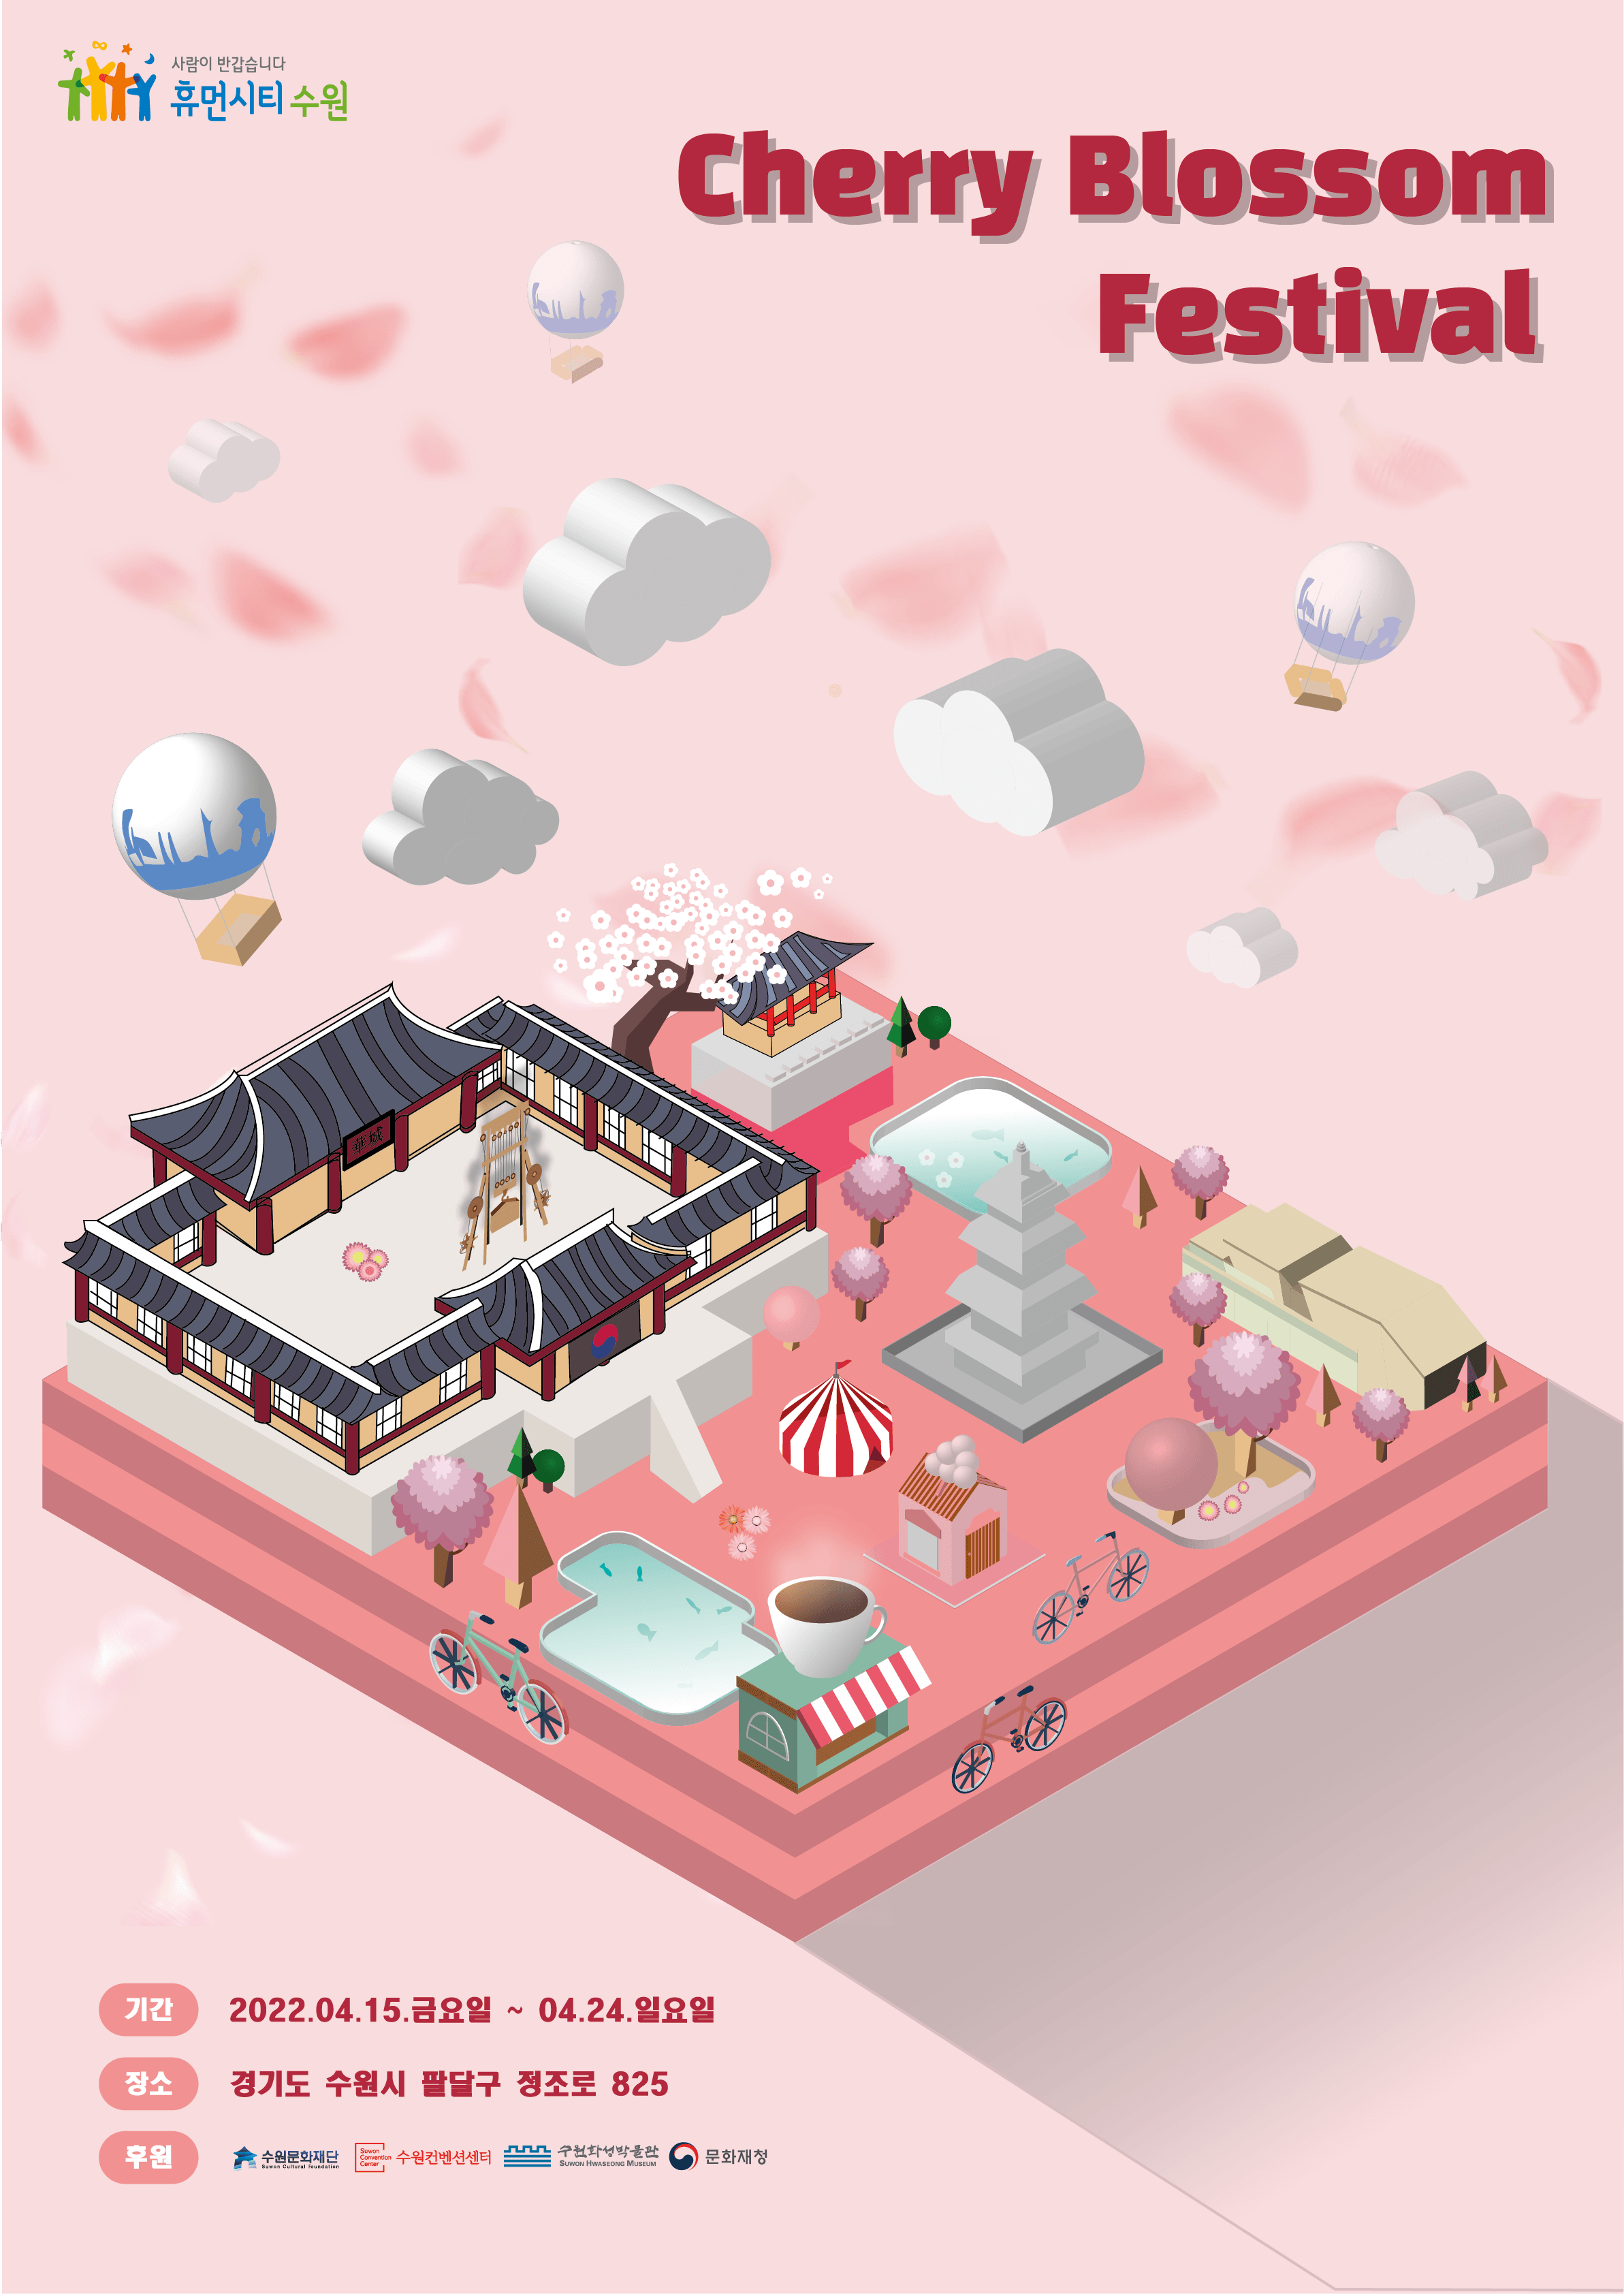 사람이 반갑습니다
휴먼시티 수원
Cherry Blossom
Festival
華城
기간 2022.04.15.금요일 ~ 04.24.일요일
장소 경기도 수원시 팔달구 정조로 825
후원 수원문화재단 Suwon Cultural Foundation Suwon Convention Center 수원컨벤션센터 수원화성박물관 SUWON HWASEONG MUSEUM 문화재청